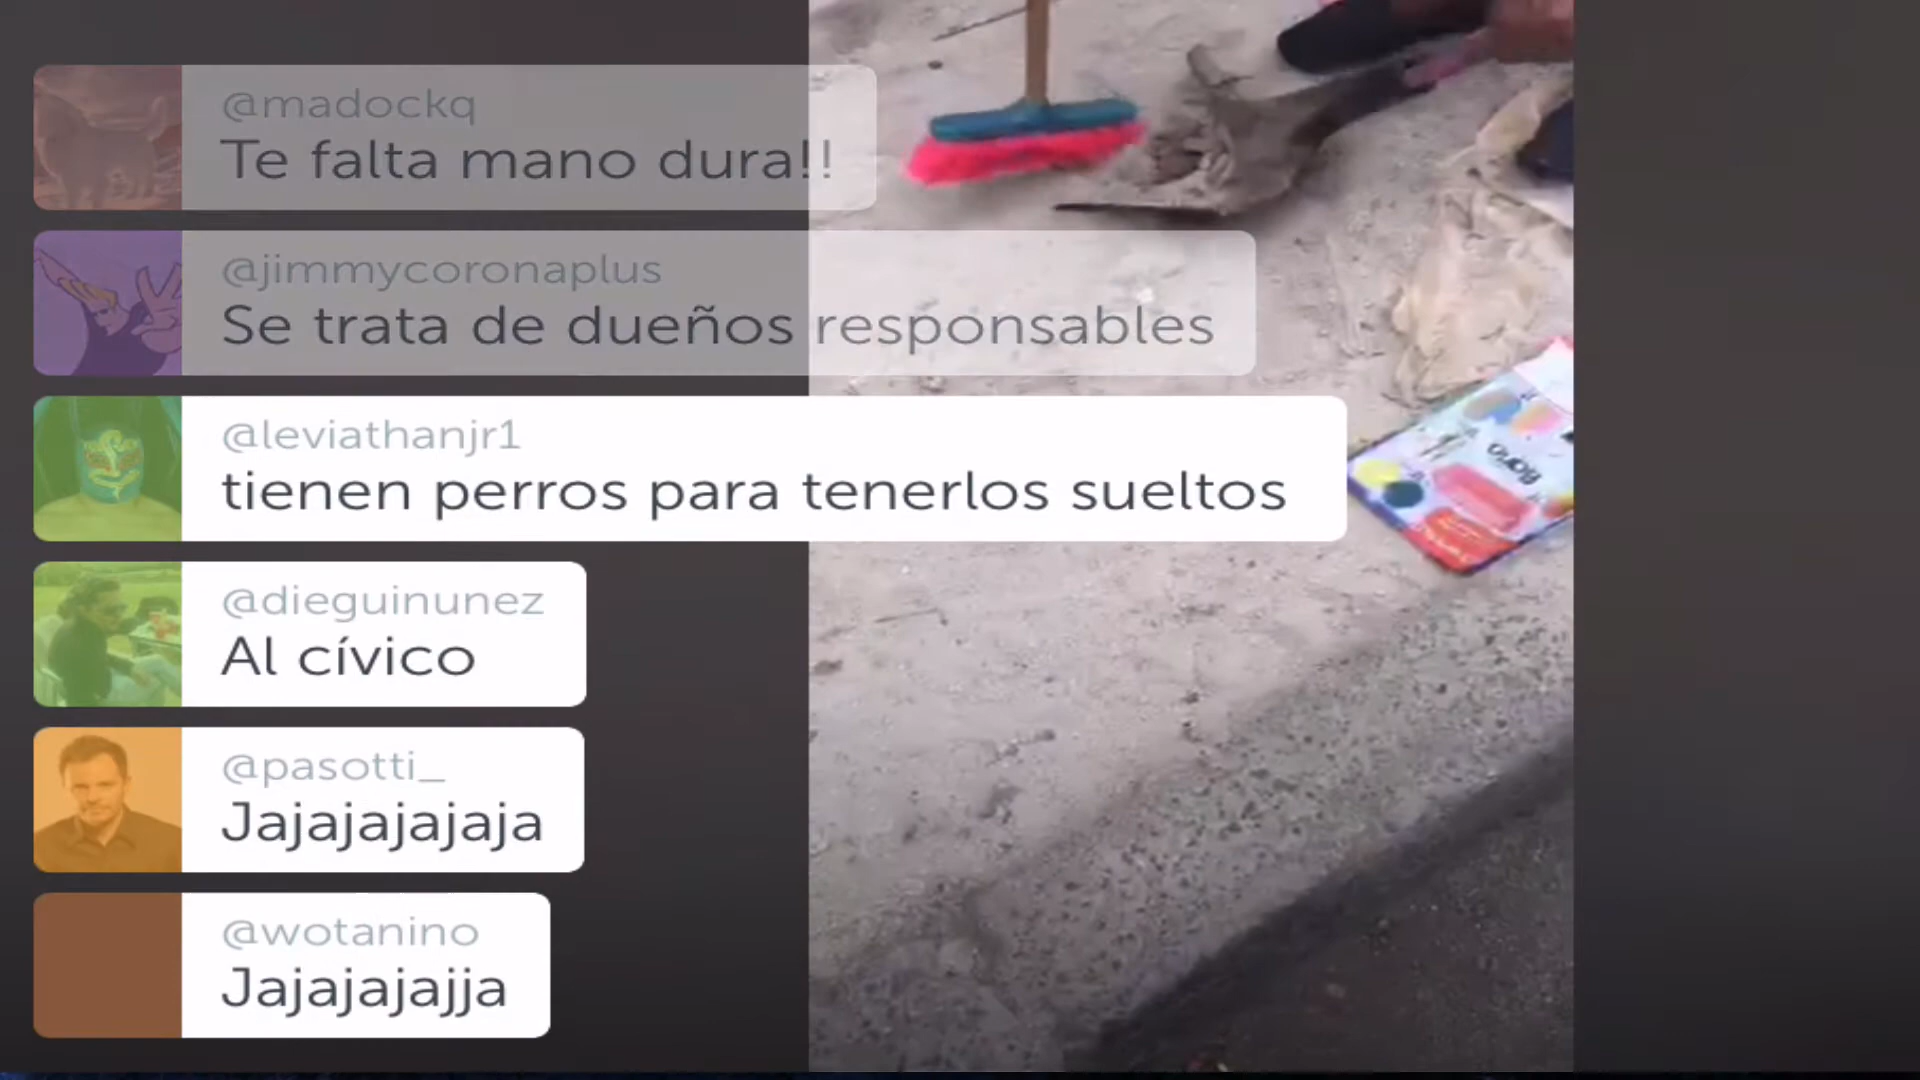 @madockq
Te falta mano dura!!
@jimmycoronaplus
Se trata de dueños responsables
@leviathanjr1
tienen perros para tenerlos sueltos
@dieguinunez
Al cívico
@pasotti_
Jajajajajaja
@wotanino
Jajajajajja